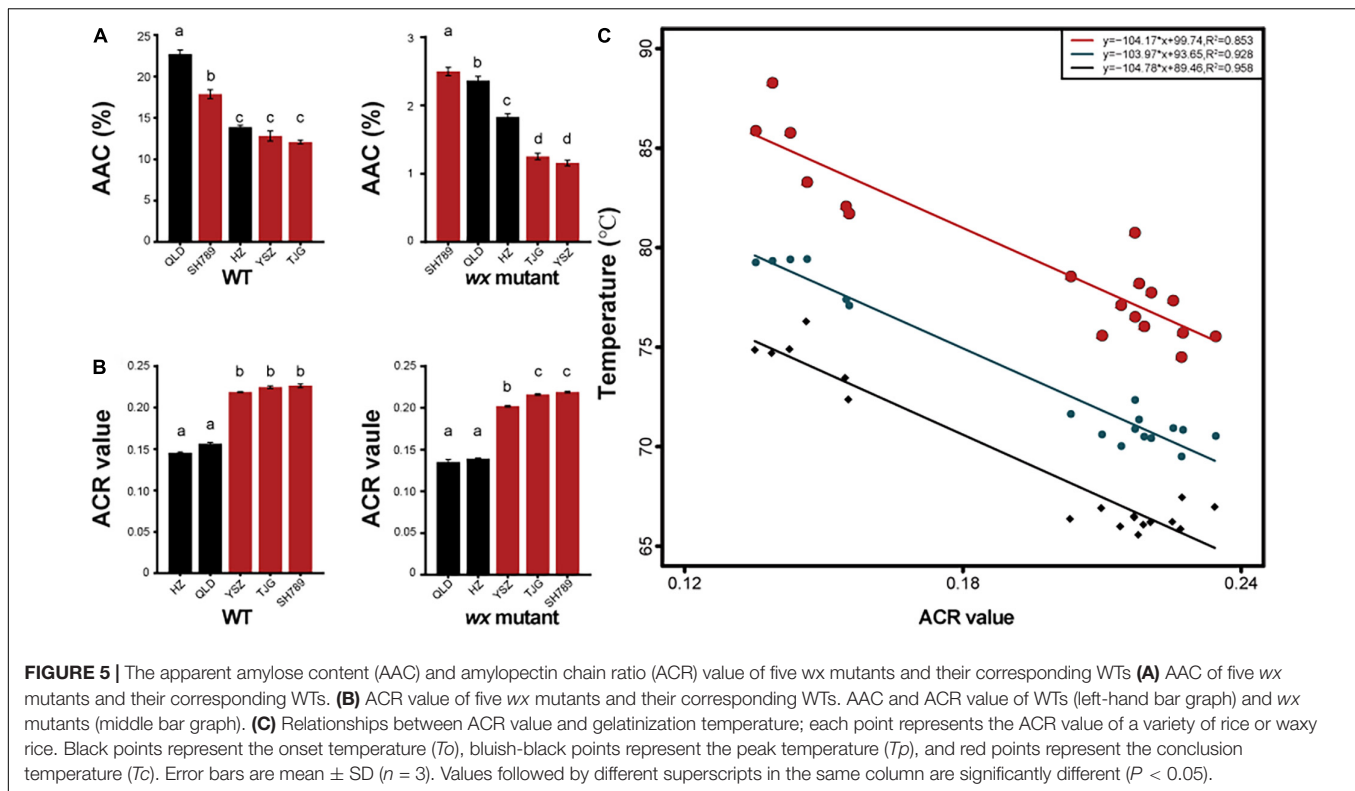 A
AAC (%)
25
20
15
10
5
0
a
b
c
c
c
QLD
SH789
HZ
YSZ
TJG
WT
AAC (%)
3
2
1
0
a
b
c
d
d
SH789
QLD
HZ
TJG
YSZ
wx mutant
B
ACR value
0.25
0.20
0.15
0.10
0.05
0
a
a
b
b
b
HZ
QLD
YSZ
TJG
SH789
WT
ACR vaule
0.25
0.20
0.15
0.10
0.05
0
a
a
b
c
c
QLD
HZ
YSZ
TJG
SH789
wx mutant
C
y=−104.17*x+99.74,R²=0.853
y=−103.97*x+93.65,R²=0.928
y=−104.78*x+89.46,R²=0.958
Temperature (°C)
90
85
80
75
70
65
0.12
0.18
0.24
ACR value
FIGURE 5 | The apparent amylose content (AAC) and amylopectin chain ratio (ACR) value of five wx mutants and their corresponding WTs (A) AAC of five wx
mutants and their corresponding WTs. (B) ACR value of five wx mutants and their corresponding WTs. AAC and ACR value of WTs (left-hand bar graph) and wx
mutants (middle bar graph). (C) Relationships between ACR value and gelatinization temperature; each point represents the ACR value of a variety of rice or waxy
rice. Black points represent the onset temperature (To), bluish-black points represent the peak temperature (Tp), and red points represent the conclusion
temperature (Tc). Error bars are mean ± SD (n = 3). Values followed by different superscripts in the same column are significantly different (P < 0.05).